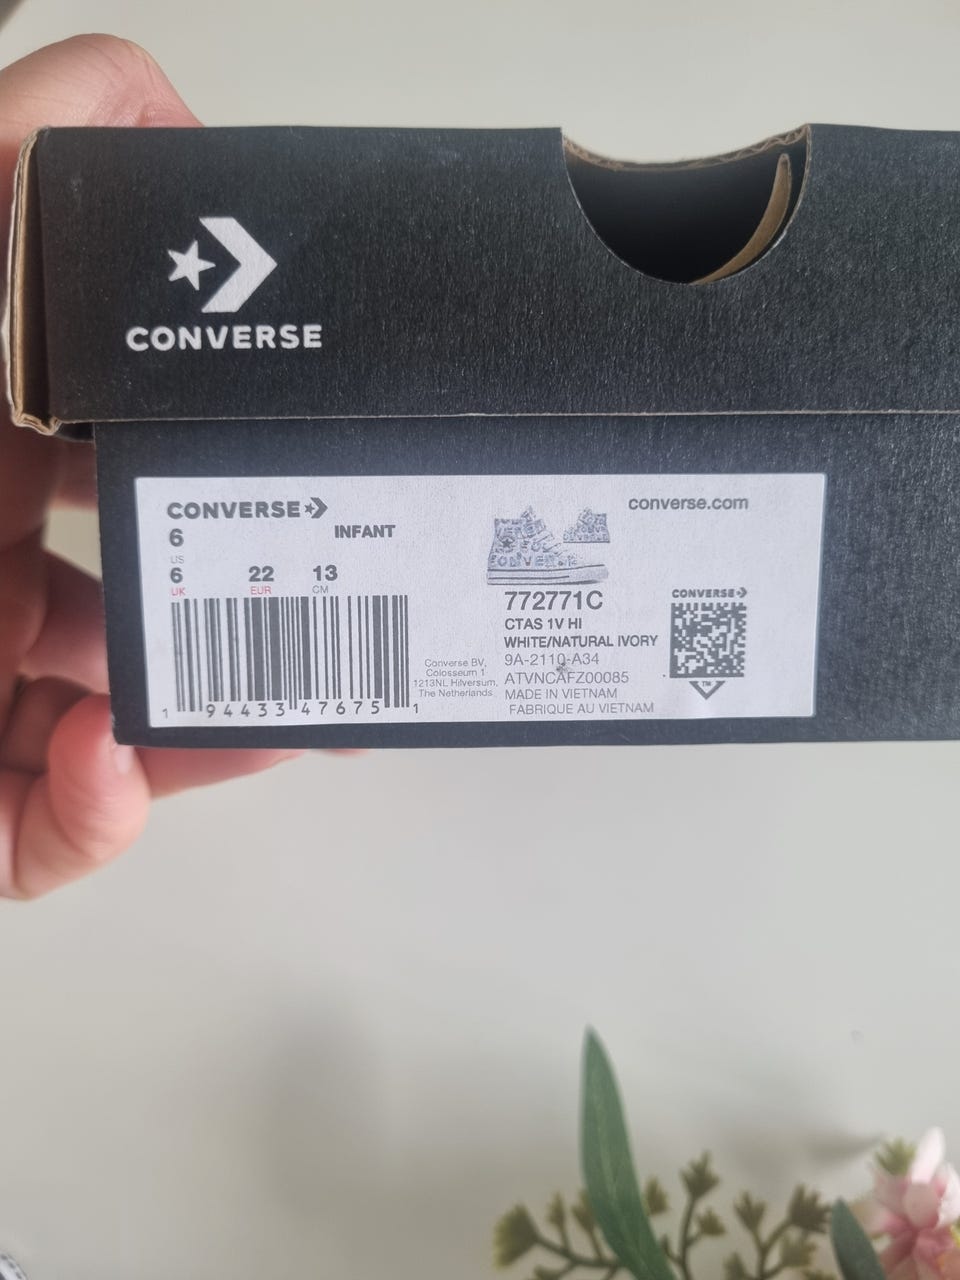 CONVERSE
CONVERSE
INFANT
converse.com
6
US
6 22 13
UK EUR CM
1 94433 47675 1
Converse BV,
Colosseum 1
1213NL Hilversum,
The Netherlands
CONVERSE
772771C
CTAS 1V HI
WHITE/NATURAL IVORY
9A-2110-A34
ATVNCAFZ00085
MADE IN VIETNAM
FABRIQUE AU VIETNAM
CONVERSE
TM